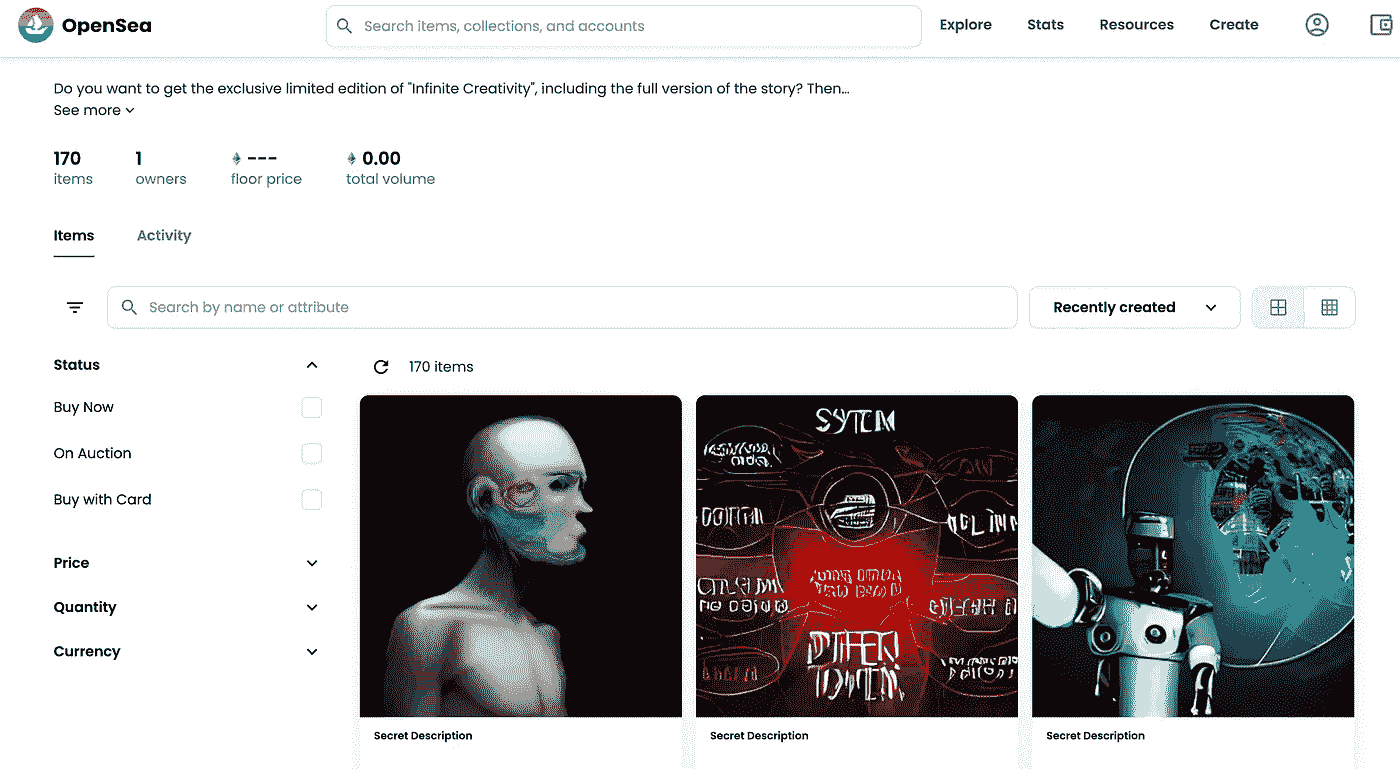 OpenSea
Search items, collections, and accounts
Explore
Stats
Resources
Create
Do you want to get the exclusive limited edition of "Infinite Creativity", including the full version of the story? Then…
See more
170
1
---
0.00
items
owners
floor price
total volume
Items
Activity
Search by name or attribute
Recently created
Status
170 items
Buy Now
On Auction
Buy with Card
Price
Quantity
Currency
SYTEM
Secret Description
Secret Description
Secret Description